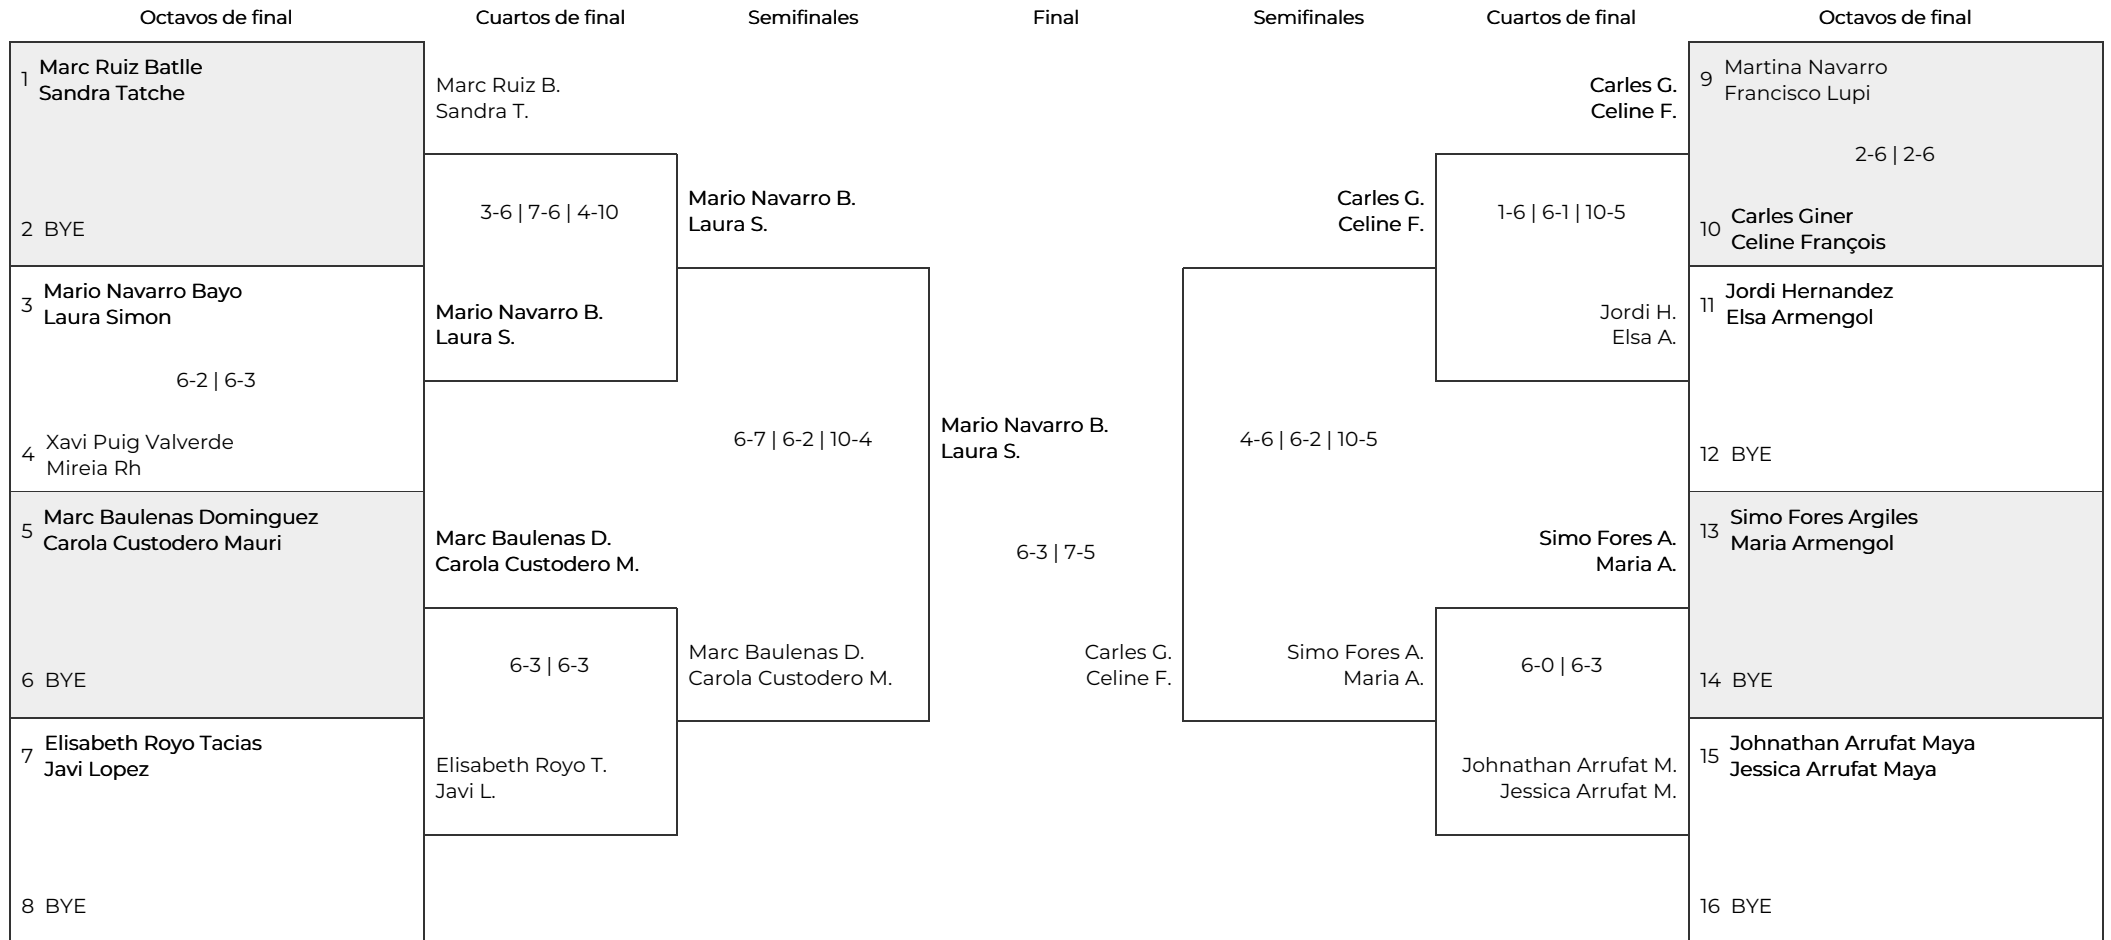 Octavos de final
Cuartos de final
Semifinales
Final
Semifinales
Cuartos de final
Octavos de final
1
Marc Ruiz Batlle
Sandra Tatche
2 BYE
3
Mario Navarro Bayo
Laura Simon
6-2 | 6-3
4
Xavi Puig Valverde
Mireia Rh
5
Marc Baulenas Dominguez
Carola Custodero Mauri
6 BYE
7
Elisabeth Royo Tacias
Javi Lopez
8 BYE
Marc Ruiz B.
Sandra T.
3-6 | 7-6 | 4-10
Mario Navarro B.
Laura S.
Marc Baulenas D.
Carola Custodero M.
6-3 | 6-3
Elisabeth Royo T.
Javi L.
Mario Navarro B.
Laura S.
6-7 | 6-2 | 10-4
Marc Baulenas D.
Carola Custodero M.
Mario Navarro B.
Laura S.
6-3 | 7-5
Carles G.
Celine F.
Carles G.
Celine F.
4-6 | 6-2 | 10-5
Simo Fores A.
Maria A.
Carles G.
Celine F.
1-6 | 6-1 | 10-5
Jordi H.
Elsa A.
Simo Fores A.
Maria A.
6-0 | 6-3
Johnathan Arrufat M.
Jessica Arrufat M.
9
Martina Navarro
Francisco Lupi
2-6 | 2-6
10
Carles Giner
Celine François
11
Jordi Hernandez
Elsa Armengol
12 BYE
13
Simo Fores Argiles
Maria Armengol
14 BYE
15
Johnathan Arrufat Maya
Jessica Arrufat Maya
16 BYE